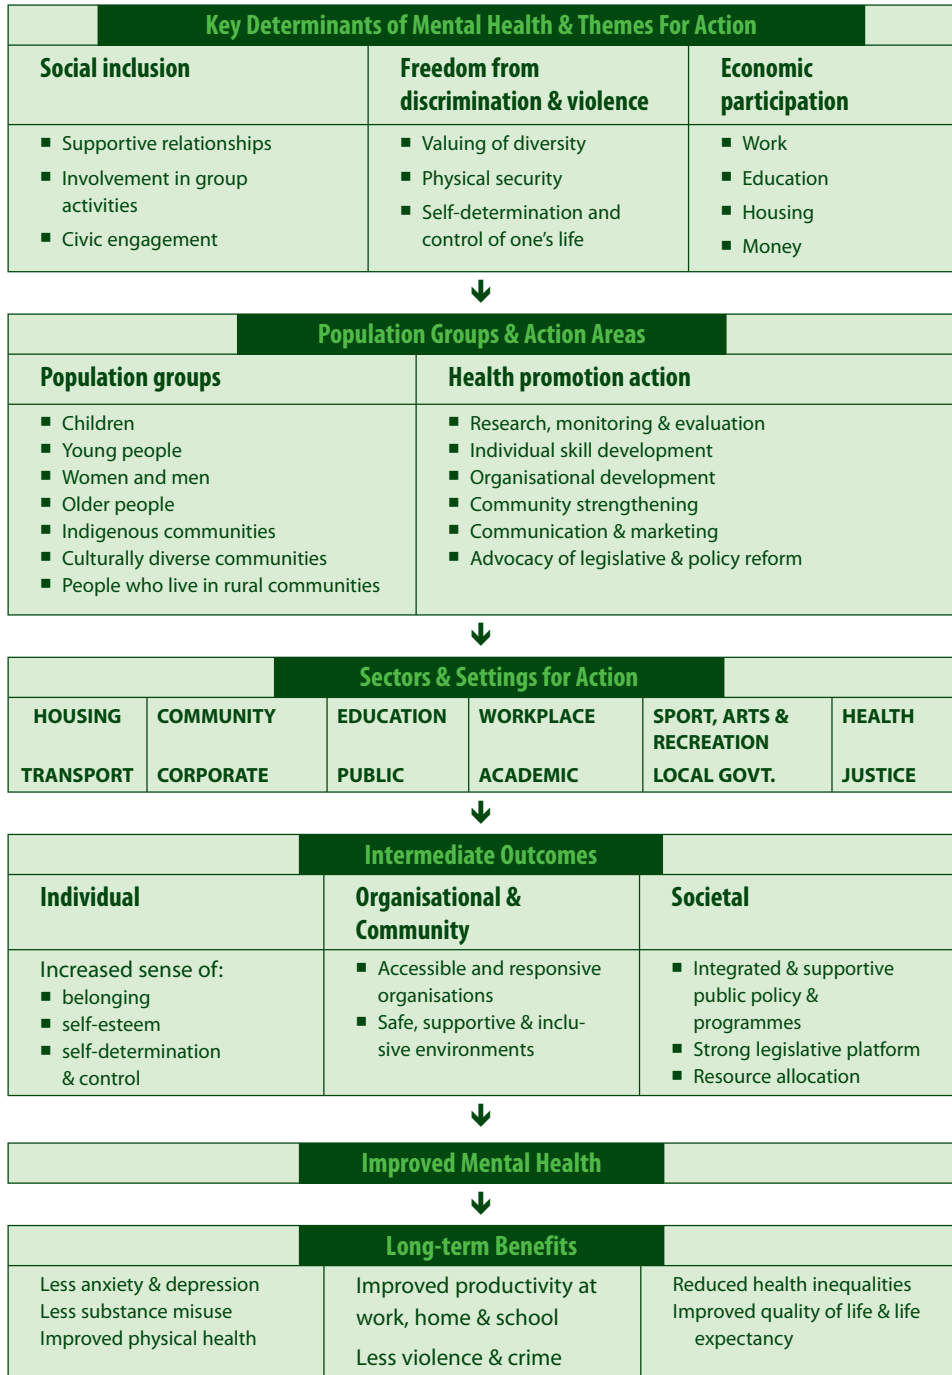 Key Determinants of Mental Health & Themes For Action
Social inclusion
■ Supportive relationships
■ Involvement in group
activities
■ Civic engagement
Freedom from
discrimination & violence
■ Valuing of diversity
■ Physical security
■ Self-determination and
control of one’s life
Economic
participation
■ Work
■ Education
■ Housing
■ Money
Population Groups & Action Areas
Population groups
■ Children
■ Young people
■ Women and men
■ Older people
■ Indigenous communities
■ Culturally diverse communities
■ People who live in rural communities
Health promotion action
■ Research, monitoring & evaluation
■ Individual skill development
■ Organisational development
■ Community strengthening
■ Communication & marketing
■ Advocacy of legislative & policy reform
Sectors & Settings for Action
HOUSING
TRANSPORT
COMMUNITY
CORPORATE
EDUCATION
PUBLIC
WORKPLACE
ACADEMIC
SPORT, ARTS &
RECREATION
LOCAL GOVT.
HEALTH
JUSTICE
Intermediate Outcomes
Individual
Increased sense of:
■ belonging
■ self-esteem
■ self-determination
& control
Organisational &
Community
■ Accessible and responsive
organisations
■ Safe, supportive & inclu-
sive environments
Societal
■ Integrated & supportive
public policy &
programmes
■ Strong legislative platform
■ Resource allocation
Improved Mental Health
Long-term Benefits
Less anxiety & depression
Less substance misuse
Improved physical health
Improved productivity at
work, home & school
Less violence & crime
Reduced health inequalities
Improved quality of life & life
expectancy